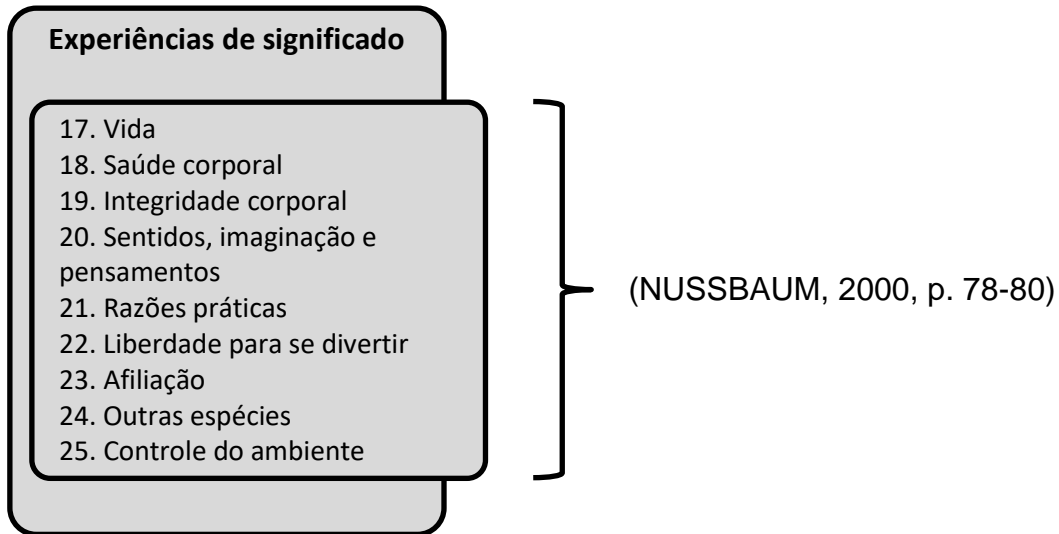 Experiências de significado
17. Vida
18. Saúde corporal
19. Integridade corporal
20. Sentidos, imaginação e
pensamentos
21. Razões práticas
22. Liberdade para se divertir
23. Afiliação
24. Outras espécies
25. Controle do ambiente
(NUSSBAUM, 2000, p. 78-80)